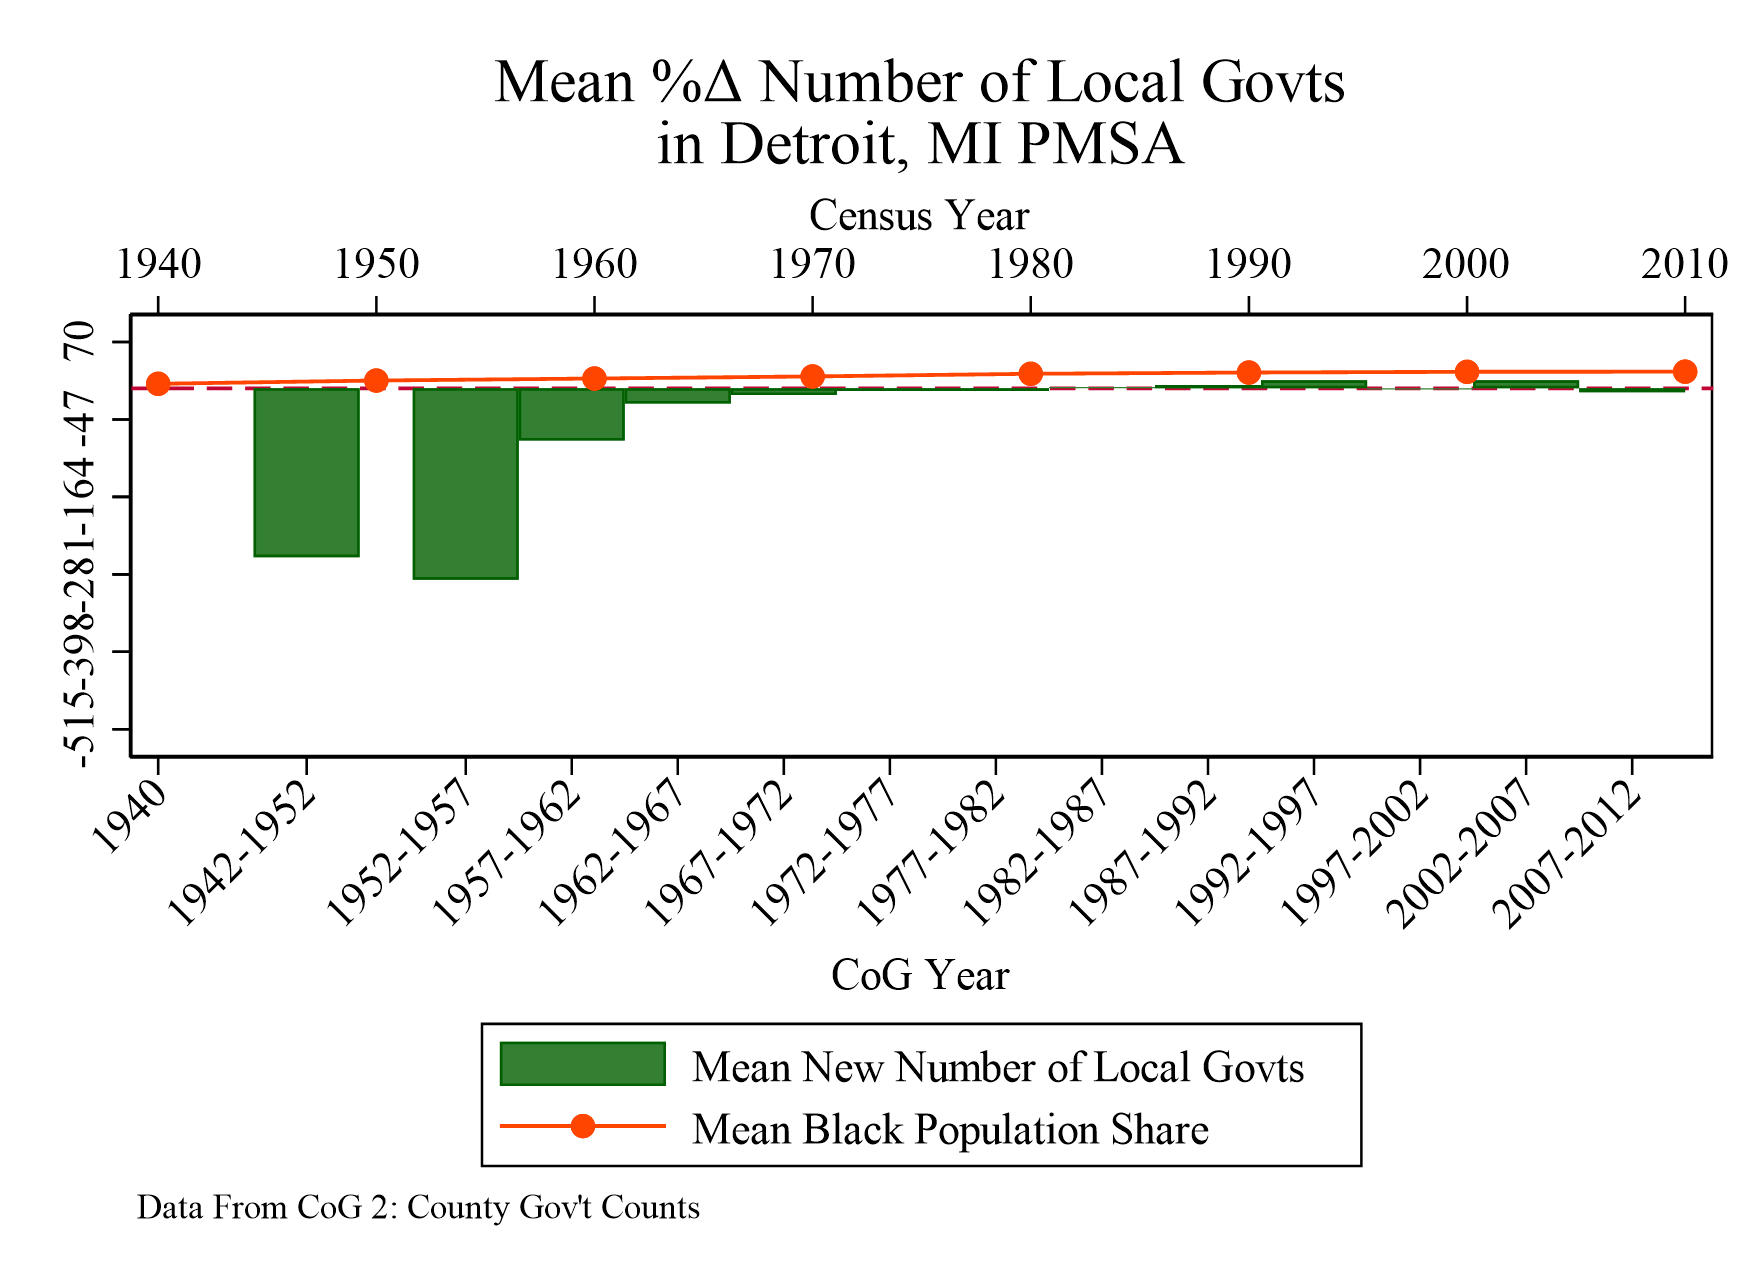 Mean %Δ Number of Local Govts
in Detroit, MI PMSA
Census Year
1940 1950 1960 1970 1980 1990 2000 2010
70
-47
-164
-281
-398
-515
1940
1942-1952
1952-1957
1957-1962
1962-1967
1967-1972
1972-1977
1977-1982
1982-1987
1987-1992
1992-1997
1997-2002
2002-2007
2007-2012
CoG Year
Mean New Number of Local Govts
Mean Black Population Share
Data From CoG 2: County Gov't Counts